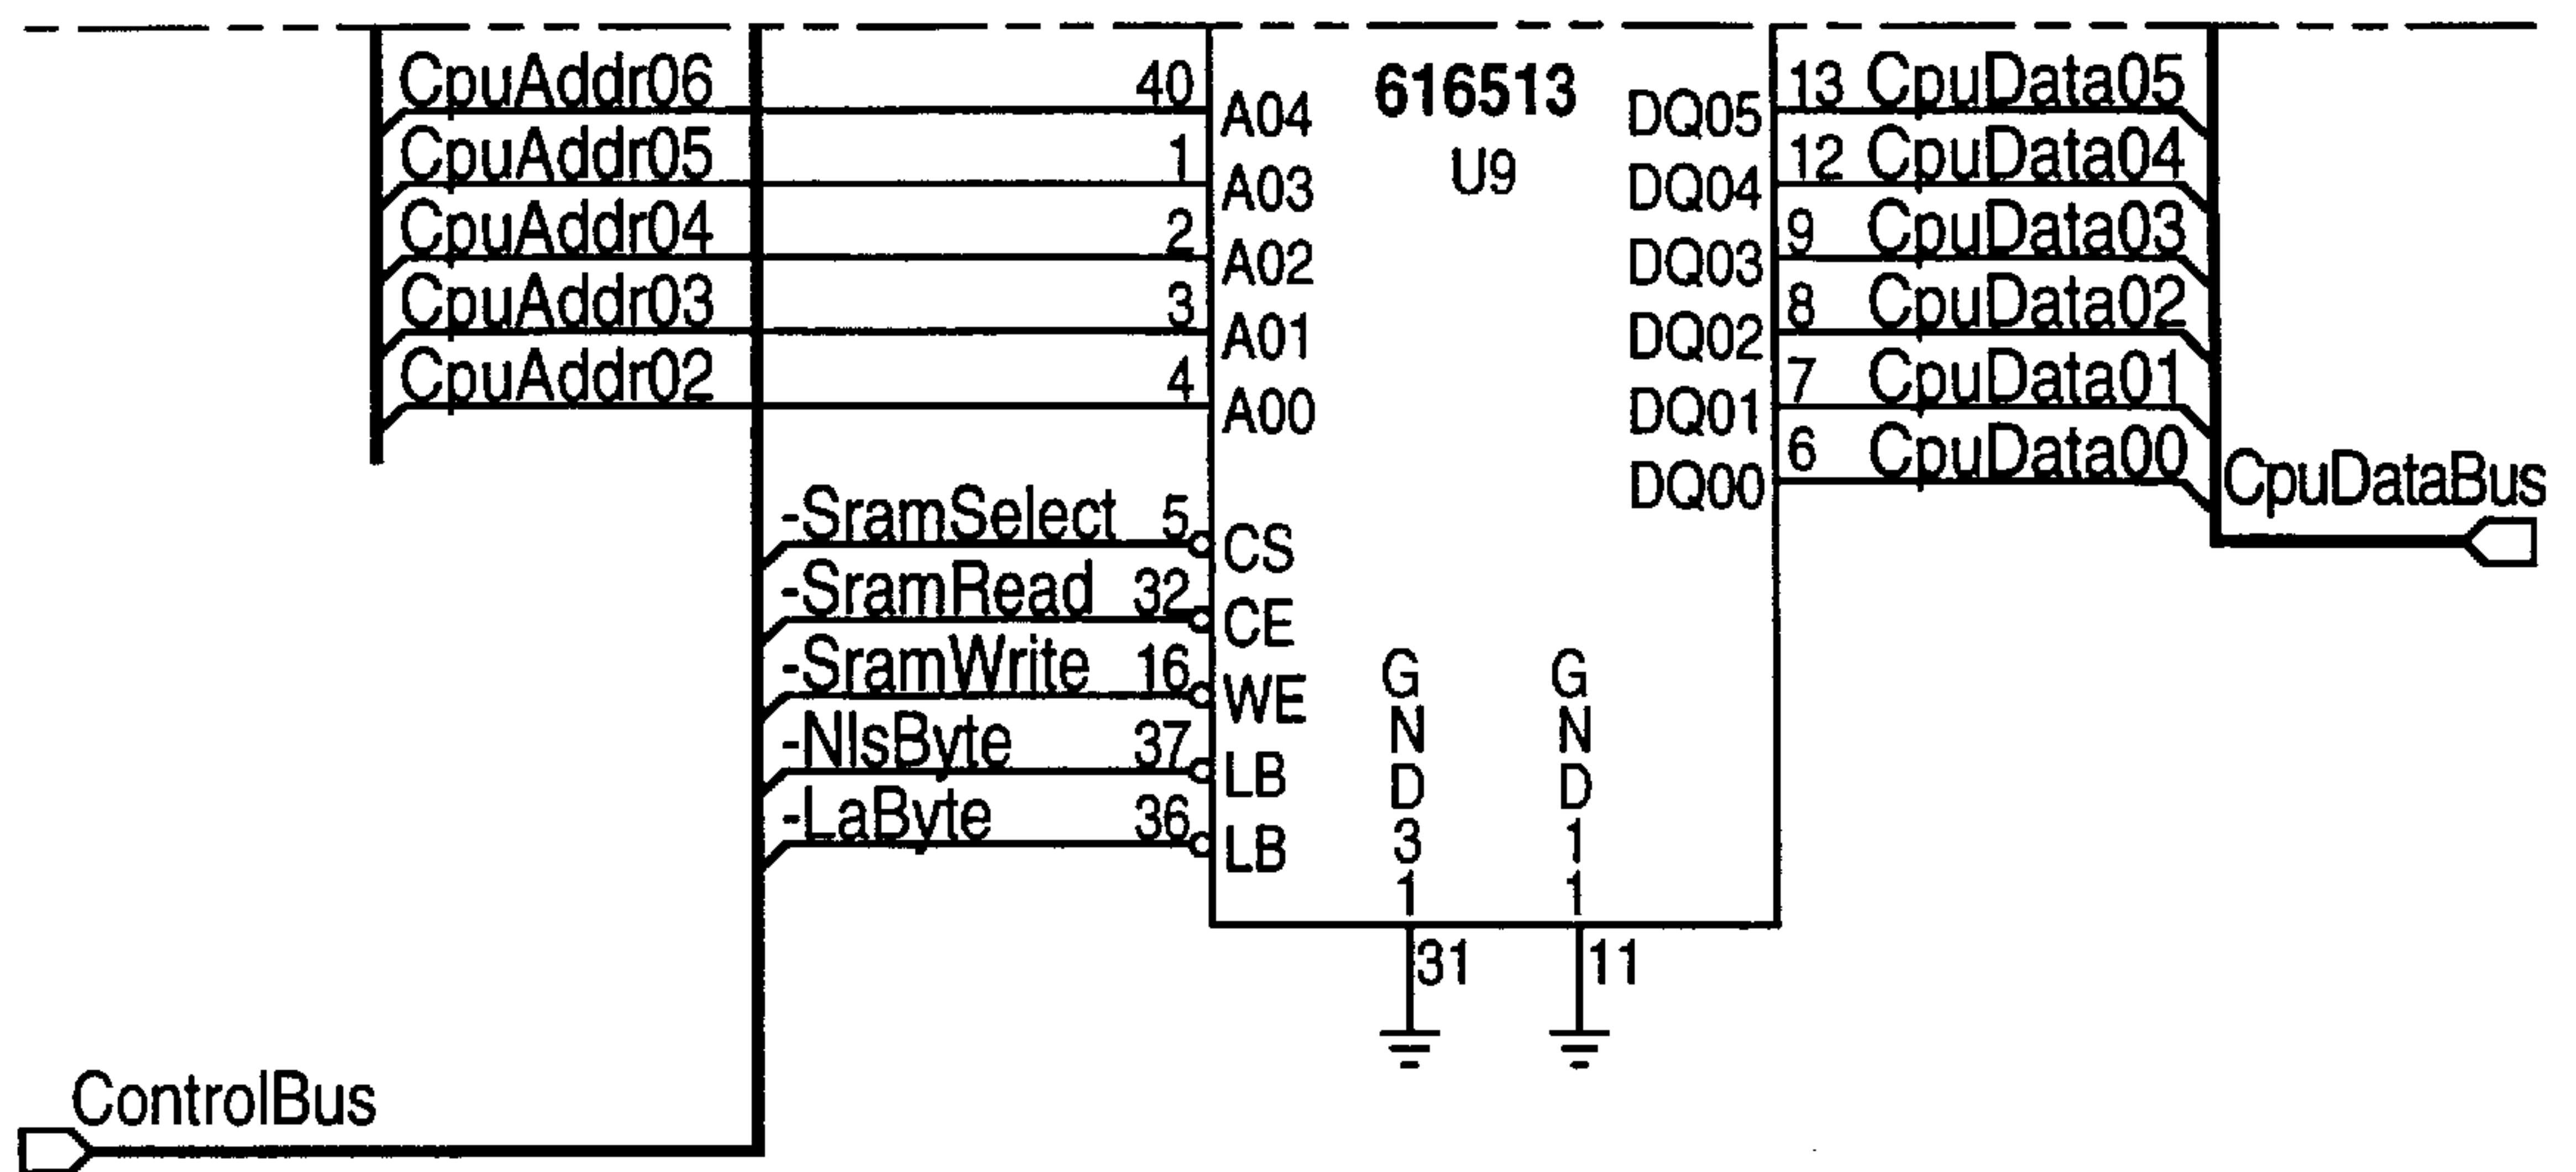 CpuAddr06 40 A04 616513 DQ05 13 CpuData05
CpuAddr05 1 A03 U9 DQ04 12 CpuData04
CpuAddr04 2 A02 DQ03 9 CpuData03
CpuAddr03 3 A01 DQ02 8 CpuData02
CpuAddr02 4 A00 DQ01 7 CpuData01
DQ00 6 CpuData00
CpuDataBus
-SramSelect 5 CS
-SramRead 32 CE
-SramWrite 16 WE
-NlsByte 37 LB
-LaByte 36 LB
GND31 GND11
31 11
ControlBus